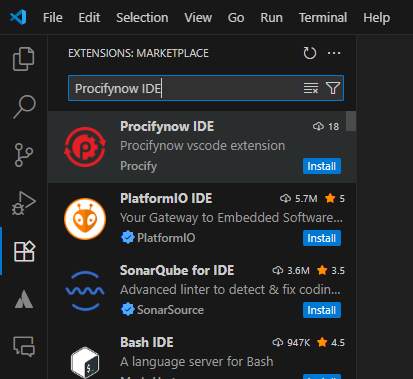 File Edit Selection View Go Run Terminal Help
EXTENSIONS: MARKETPLACE
Procifynow IDE
Procifynow IDE 18
Procifynow vscode extension
Procify Install
PlatformIO IDE 5.7M 5
Your Gateway to Embedded Software...
PlatformIO Install
SonarQube for IDE 3.6M 3.5
Advanced linter to detect & fix codin...
SonarSource Install
Bash IDE 947K 4.5
A language server for Bash
Install